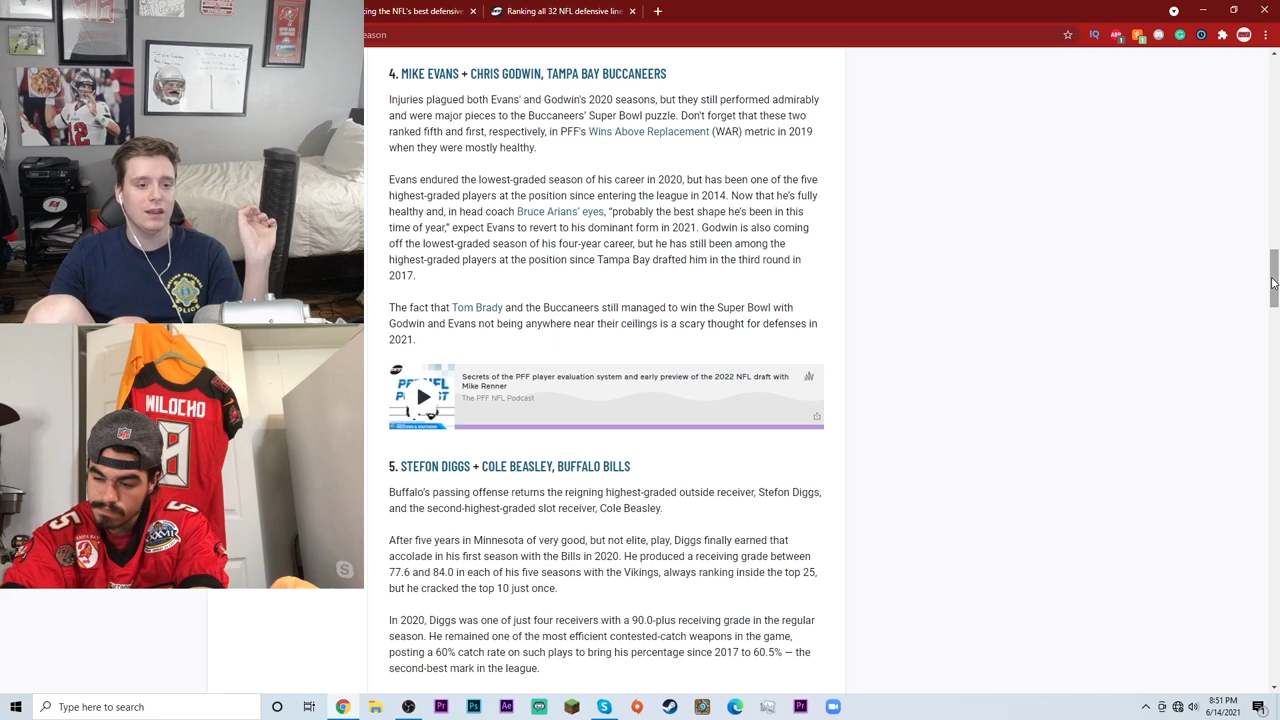 king the NFL's best defensive i
Ranking all 32 NFL defensive line
eason
4. MIKE EVANS + CHRIS GODWIN, TAMPA BAY BUCCANEERS
Injuries plagued both Evans' and Godwin's 2020 seasons, but they still performed admirably
and were major pieces to the Buccaneers' Super Bowl puzzle. Don't forget that these two
ranked fifth and first, respectively, in PFF's Wins Above Replacement (WAR) metric in 2019
when they were mostly healthy.
Evans endured the lowest-graded season of his career in 2020, but has been one of the five
highest-graded players at the position since entering the league in 2014. Now that he's fully
healthy and, in head coach Bruce Arians' eyes, “probably the best shape he's been in this
time of year,” expect Evans to revert to his dominant form in 2021. Godwin is also coming
off the lowest-graded season of his four-year career, but he has still been among the
highest-graded players at the position since Tampa Bay drafted him in the third round in
2017.
The fact that Tom Brady and the Buccaneers still managed to win the Super Bowl with
Godwin and Evans not being anywhere near their ceilings is a scary thought for defenses in
2021.
Secrets of the PFF player evaluation system and early preview of the 2022 NFL draft with
Mike Renner
The PFF NFL Podcast
5. STEFON DIGGS + COLE BEASLEY, BUFFALO BILLS
Buffalo's passing offense returns the reigning highest-graded outside receiver, Stefon Diggs,
and the second-highest-graded slot receiver, Cole Beasley.
After five years in Minnesota of very good, but not elite, play, Diggs finally earned that
accolade in his first season with the Bills in 2020. He produced a receiving grade between
77.6 and 84.0 in each of his five seasons with the Vikings, always ranking inside the top 25,
but he cracked the top 10 just once.
In 2020, Diggs was one of just four receivers with a 90.0-plus receiving grade in the regular
season. He remained one of the most efficient contested-catch weapons in the game,
posting a 60% catch rate on such plays to bring his percentage since 2017 to 60.5% — the
second-best mark in the league.
12
POLICE
WILOCHO
8
NFL
5
5
TAMPA BAY
XXXVII
Type here to search
8:51 PM
6/14/2021